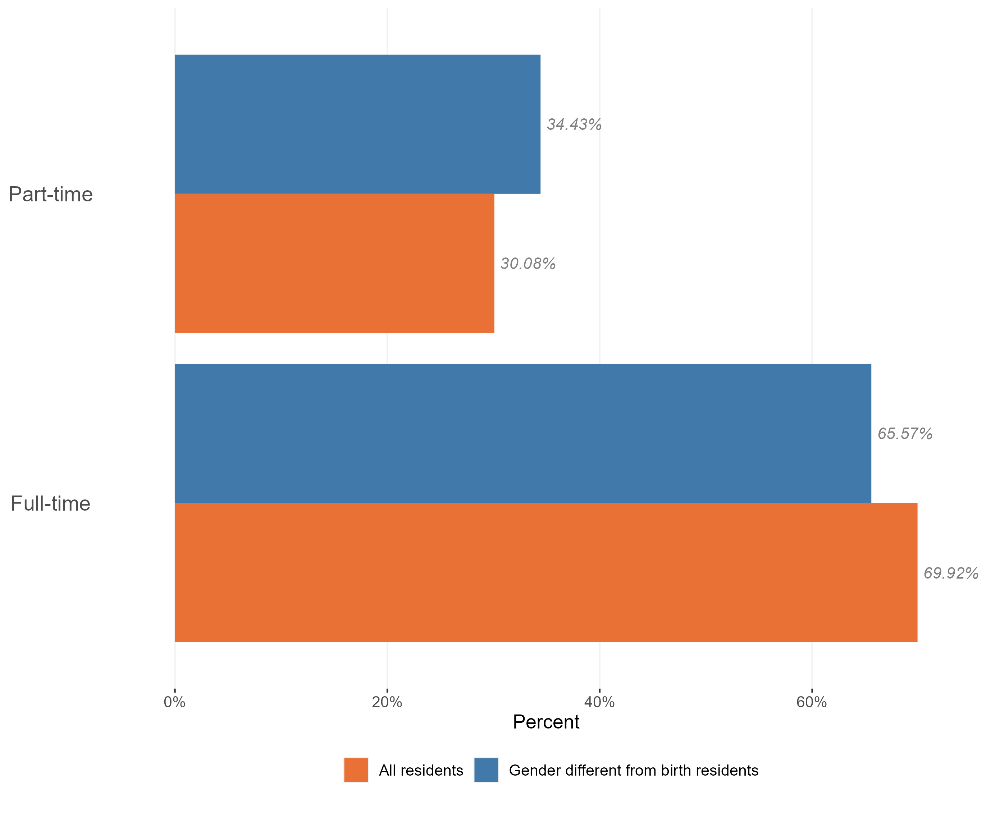 34.43%
Part-time
30.08%
65.57%
Full-time
69.92%
0% 20% 40% 60%
Percent
All residents Gender different from birth residents